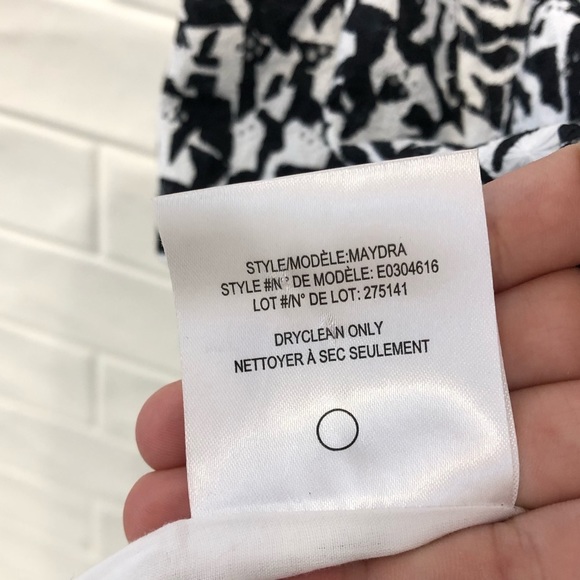 STYLE/MODÈLE:MAYDRA
STYLE #/N° DE MODÈLE: E0304616
LOT #/N° DE LOT: 275141
DRYCLEAN ONLY
NETTOYER À SEC SEULEMENT